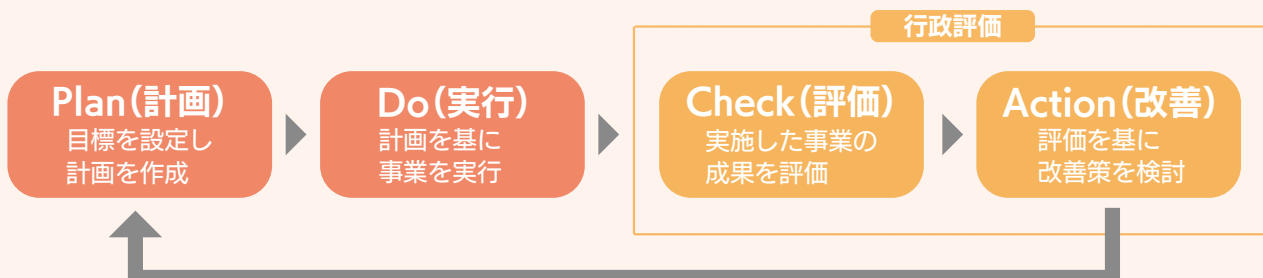 行政評価
Plan(計画)
目標を設定し
計画を作成
Do(実行)
計画を基に
事業を実行
Check(評価)
実施した事業の
成果を評価
Action(改善)
評価を基に
改善策を検討